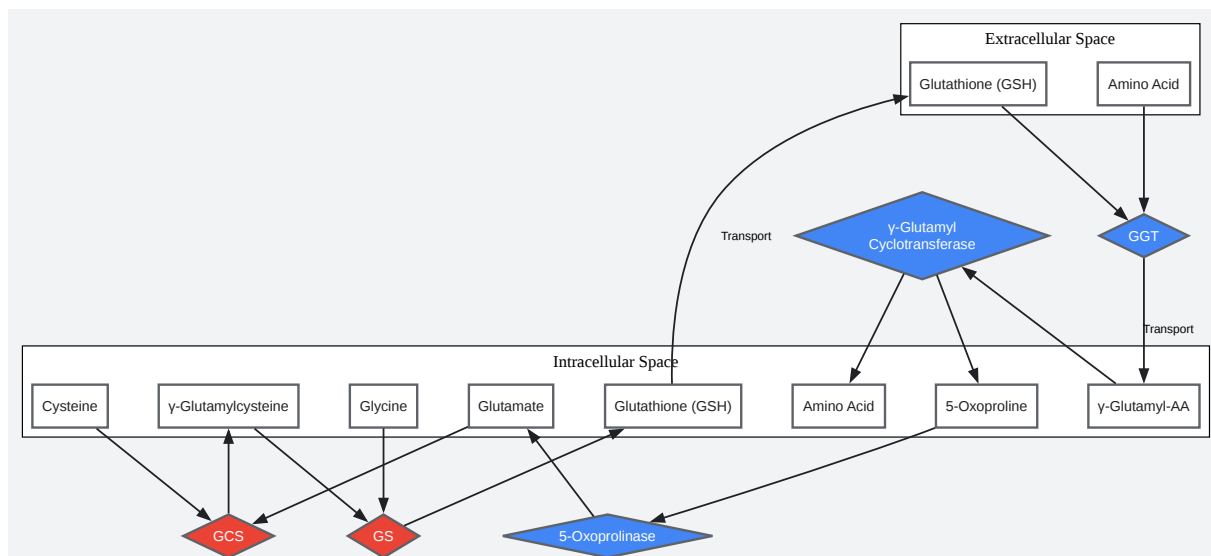 Extracellular Space
Glutathione (GSH)
Amino Acid
Transport
γ-Glutamyl
Cyclotransferase
GGT
Transport
Intracellular Space
Cysteine
γ-Glutamylcysteine
Glycine
Glutamate
Glutathione (GSH)
Amino Acid
5-Oxoproline
γ-Glutamyl-AA
GCS
GS
5-Oxoprolinase